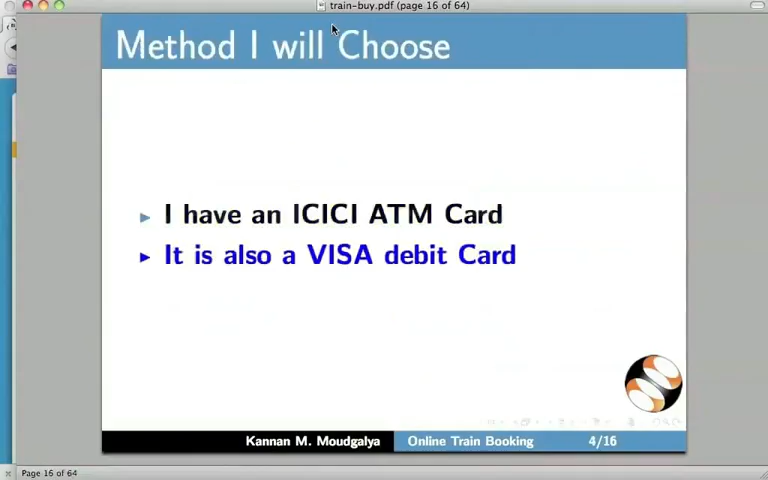 train-buy.pdf (page 16 of 64)
Method I will Choose
I have an ICICI ATM Card
It is also a VISA debit Card
Kannan M. Moudgalya Online Train Booking 4/16
Page 16 of 64